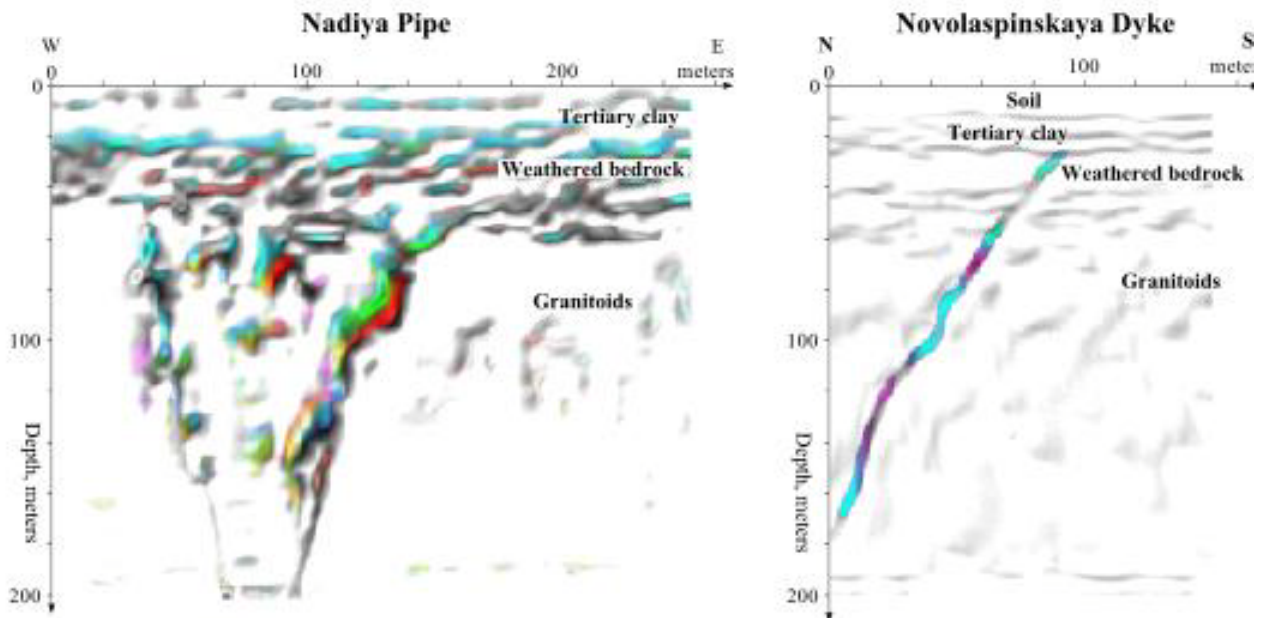 Nadiya Pipe
W
E
0
100
200
meters
0
Tertiary clay
Weathered bedrock
Granitoids
100
Depth, meters
200
Novolaspinskaya Dyke
N
S
0
100
meter
0
Soil
Tertiary clay
Weathered bedrock
Granitoids
100
Depth, meters
200